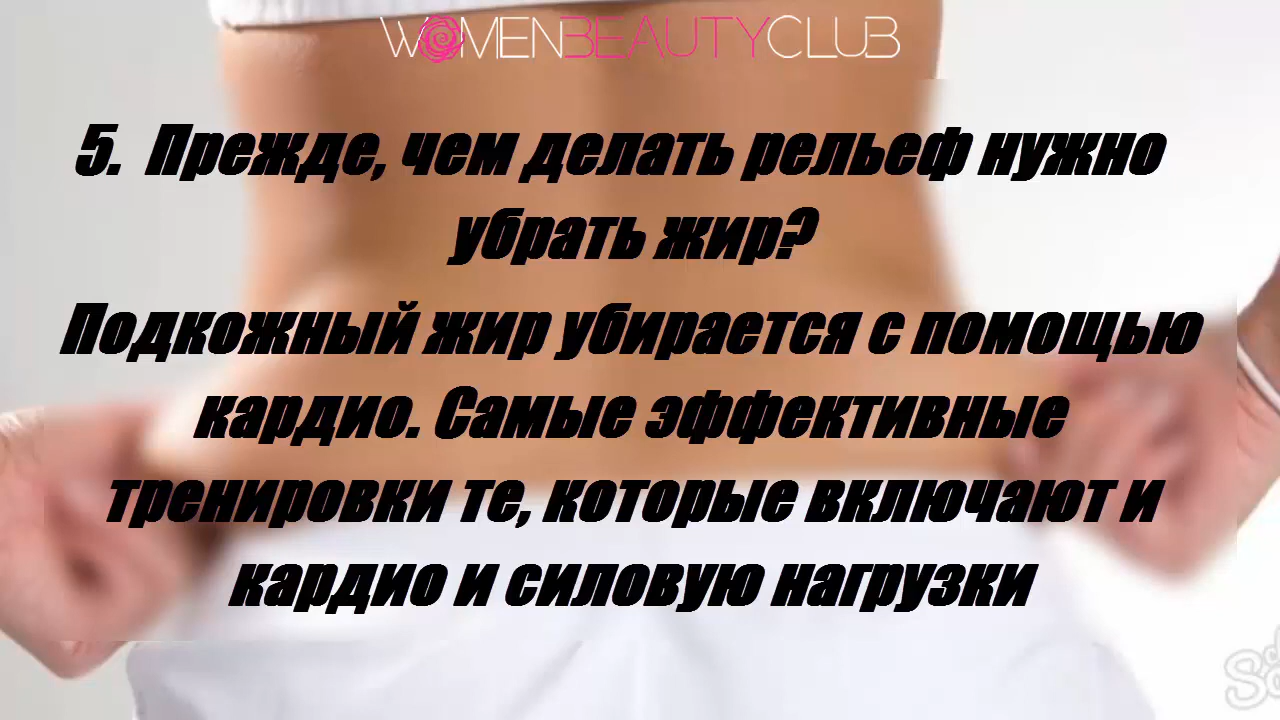 WOMENBEAUTYCLUB
5. Прежде, чем делать рельеф нужно
убрать жир?
Подкожный жир убирается с помощью
кардио. Самые эффективные
тренировки те, которые включают и
кардио и силовую нагрузки